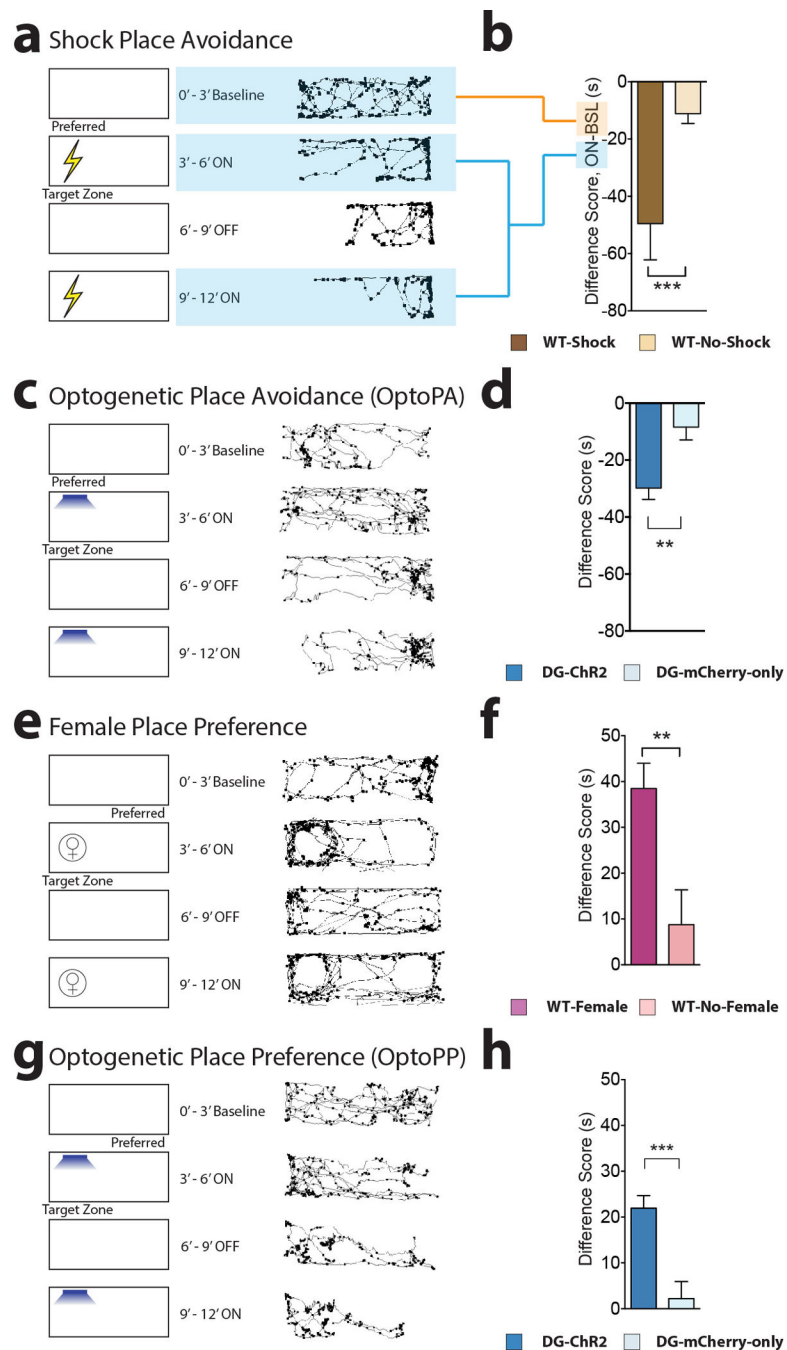 a Shock Place Avoidance
0'- 3' Baseline
Preferred
3'- 6' ON
Target Zone
6'- 9' OFF
9'- 12' ON
b
Difference Score, ON-BSL (s)
0
-20
-40
-60
-80
***
WT-Shock WT-No-Shock
c Optogenetic Place Avoidance (OptoPA)
0'- 3' Baseline
Preferred
3'- 6' ON
Target Zone
6'- 9' OFF
9'- 12' ON
d
Difference Score (s)
0
-20
-40
-60
-80
**
DG-ChR2 DG-mCherry-only
e Female Place Preference
0'- 3' Baseline
Preferred
3'- 6' ON
Target Zone
6'- 9' OFF
9'- 12' ON
f
Difference Score (s)
50
40
30
20
10
0
**
WT-Female WT-No-Female
g Optogenetic Place Preference (OptoPP)
0'- 3' Baseline
Preferred
3'- 6' ON
Target Zone
6'- 9' OFF
9'- 12' ON
h
Difference Score (s)
50
40
30
20
10
0
***
DG-ChR2 DG-mCherry-only